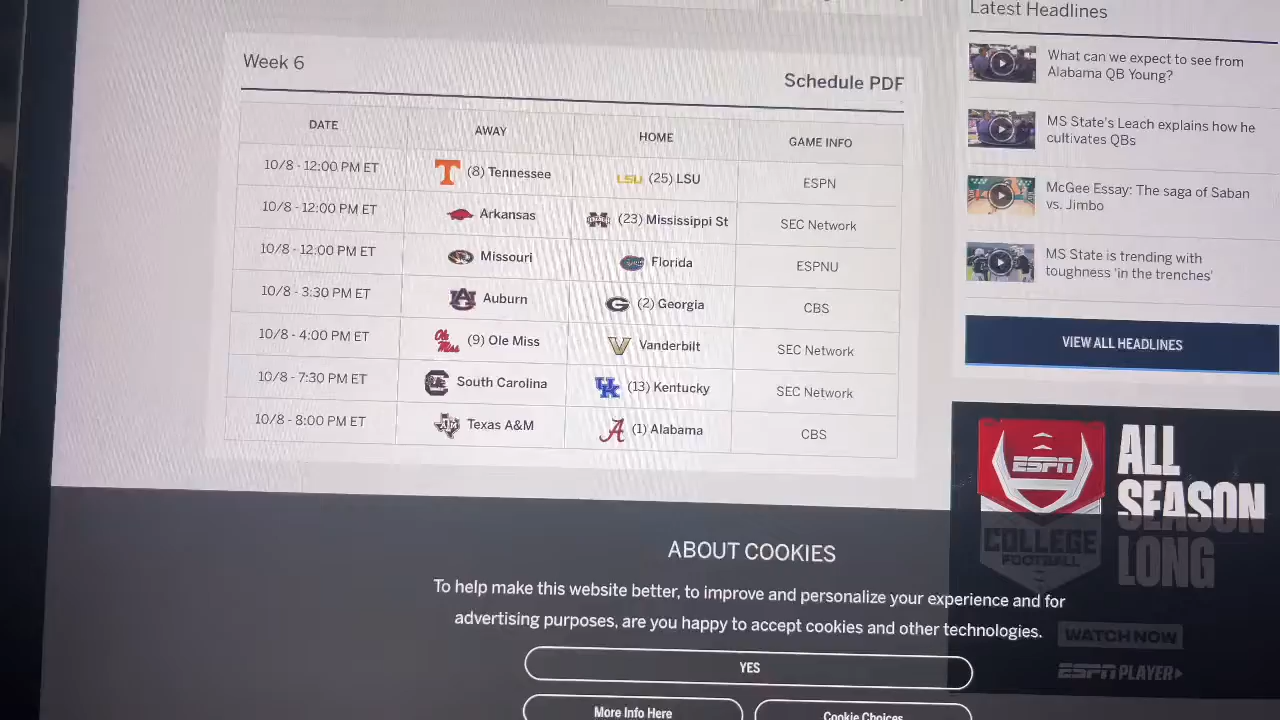 Latest Headlines
Week 6
Schedule PDF
DATE AWAY HOME GAME INFO
10/8 - 12:00 PM ET (8) Tennessee LSU (25) LSU ESPN
10/8 - 12:00 PM ET Arkansas (23) Mississippi St SEC Network
10/8 - 12:00 PM ET Missouri Florida ESPNU
10/8 - 3:30 PM ET Auburn (2) Georgia CBS
10/8 - 4:00 PM ET Ole Miss (9) Ole Miss Vanderbilt SEC Network
10/8 - 7:30 PM ET South Carolina (13) Kentucky SEC Network
10/8 - 8:00 PM ET Texas A&M (1) Alabama CBS
What can we expect to see from
Alabama QB Young?
MS State's Leach explains how he
cultivates QBs
McGee Essay: The saga of Saban
vs. Jimbo
MS State is trending with
toughness 'in the trenches'
VIEW ALL HEADLINES
ESPN
COLLEGE
FOOTBALL
ALL
SEASON
LONG
WATCH NOW
ESPN PLAYER
ABOUT COOKIES
To help make this website better, to improve and personalize your experience and for
advertising purposes, are you happy to accept cookies and other technologies.
YES
More Info Here
Cookie Choices